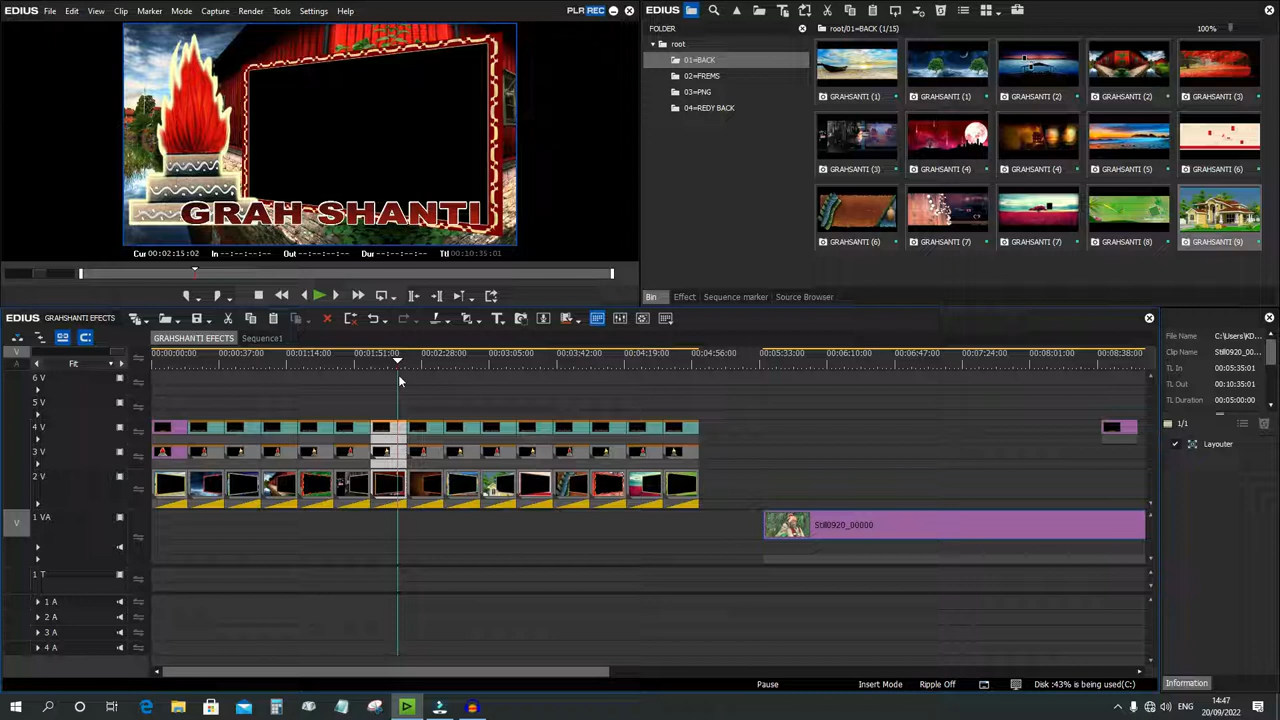 EDIUS File Edit View Clip Marker Mode Capture Render Tools Settings Help PLR REC
GRAH SHANTI
Cur 00:02:15:02 In --:--:--:-- Out --:--:--:-- Dur --:--:--:-- Ttl 00:10:35:01
EDIUS root/01=BACK (1/15) 100%
FOLDER
root
01=BACK
02=FREMS
03=PNG
04=REDY BACK
GRAHSANTI (1) GRAHSANTI (1) GRAHSANTI (2) GRAHSANTI (2) GRAHSANTI (3)
GRAHSANTI (3) GRAHSANTI (4) GRAHSANTI (4) GRAHSANTI (5) GRAHSANTI (6)
GRAHSANTI (6) GRAHSANTI (7) GRAHSANTI (7) GRAHSANTI (8) GRAHSANTI (9)
Bin Effect Sequence marker Source Browser
EDIUS GRAHSHANTI EFECTS
GRAHSHANTI EFECTS Sequence1
V
A
Fit
00:00:00:00 00:00:37:00 00:01:14:00 00:01:51:00 00:02:28:00 00:03:05:00 00:03:42:00 00:04:19:00 00:04:56:00 00:05:33:00 00:06:10:00 00:06:47:00 00:07:24:00 00:08:01:00 00:08:38:00
6 V
5 V
4 V
3 V
2 V
V 1 VA
Still0920_00000
1 T
1 A
2 A
3 A
4 A
File Name C:\Users\KD...
Clip Name Still0920_00...
TL In 00:05:35:01
TL Out 00:10:35:01
TL Duration 00:05:00:00
1/1
Layouter
Information
Pause Insert Mode Ripple Off Disk :43% is being used(C:)
ENG 14:47
20/09/2022